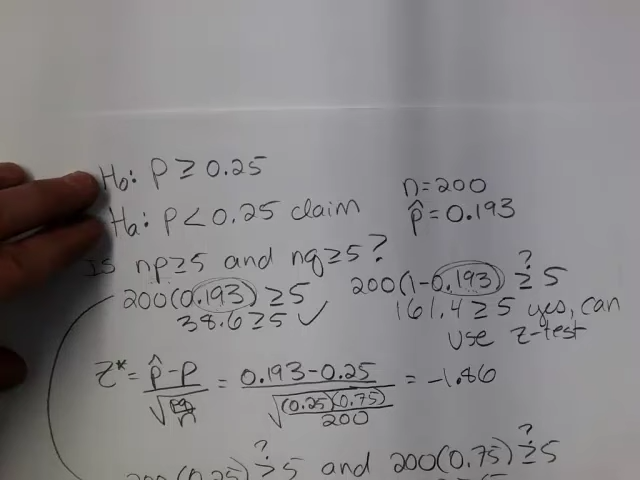 H₀: P ≥ 0.25
Hₐ: P < 0.25 claim
n = 200
p̂ = 0.193
Is np ≥ 5 and nq ≥ 5?
200(0.193) ≥ 5
38.6 ≥ 5 ✓
200(1-0.193) ≥? 5
161.4 ≥ 5 yes, can
use z-test
Z* = (p̂ - p)/√(pq/n) = (0.193 - 0.25)/√((0.25)(0.75)/200) = -1.86
200(0.25) ≥? 5 and 200(0.75) ≥? 5